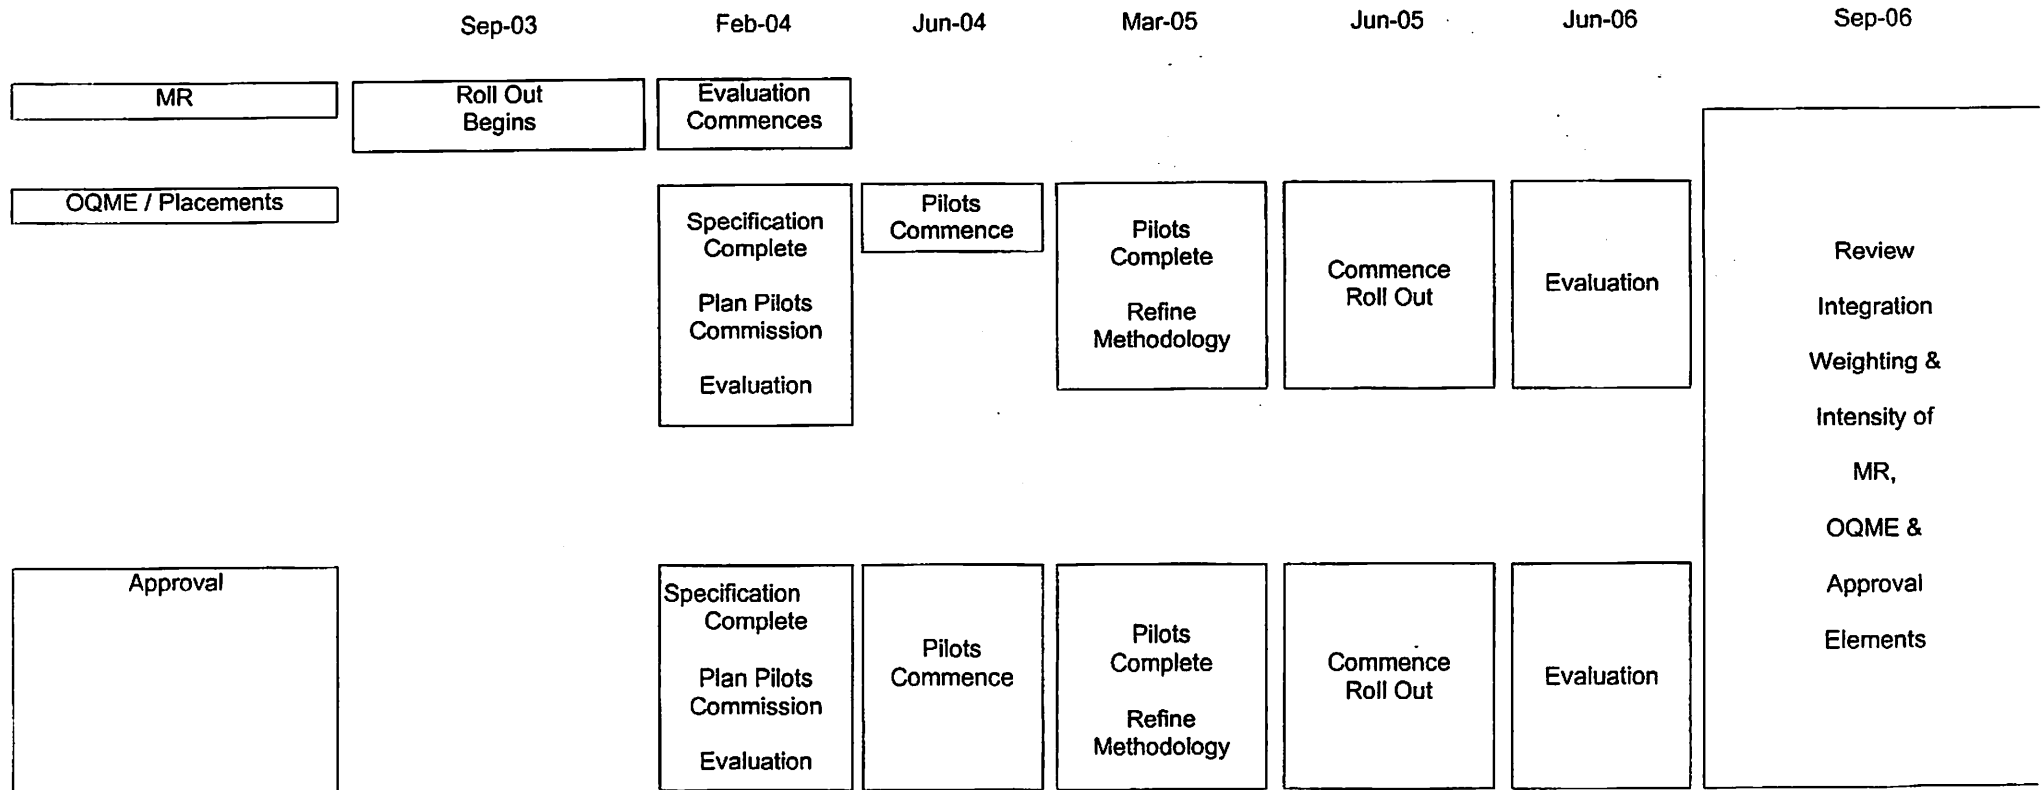 Sep-03 Feb-04 Jun-04 Mar-05 Jun-05 Jun-06 Sep-06
MR
Roll Out
Begins
Evaluation
Commences
OQME / Placements
Specification
Complete
Plan Pilots
Commission
Evaluation
Pilots
Commence
Pilots
Complete
Refine
Methodology
Commence
Roll Out
Evaluation
Approval
Specification
Complete
Plan Pilots
Commission
Evaluation
Pilots
Commence
Pilots
Complete
Refine
Methodology
Commence
Roll Out
Evaluation
Review
Integration
Weighting &
Intensity of
MR,
OQME &
Approval
Elements